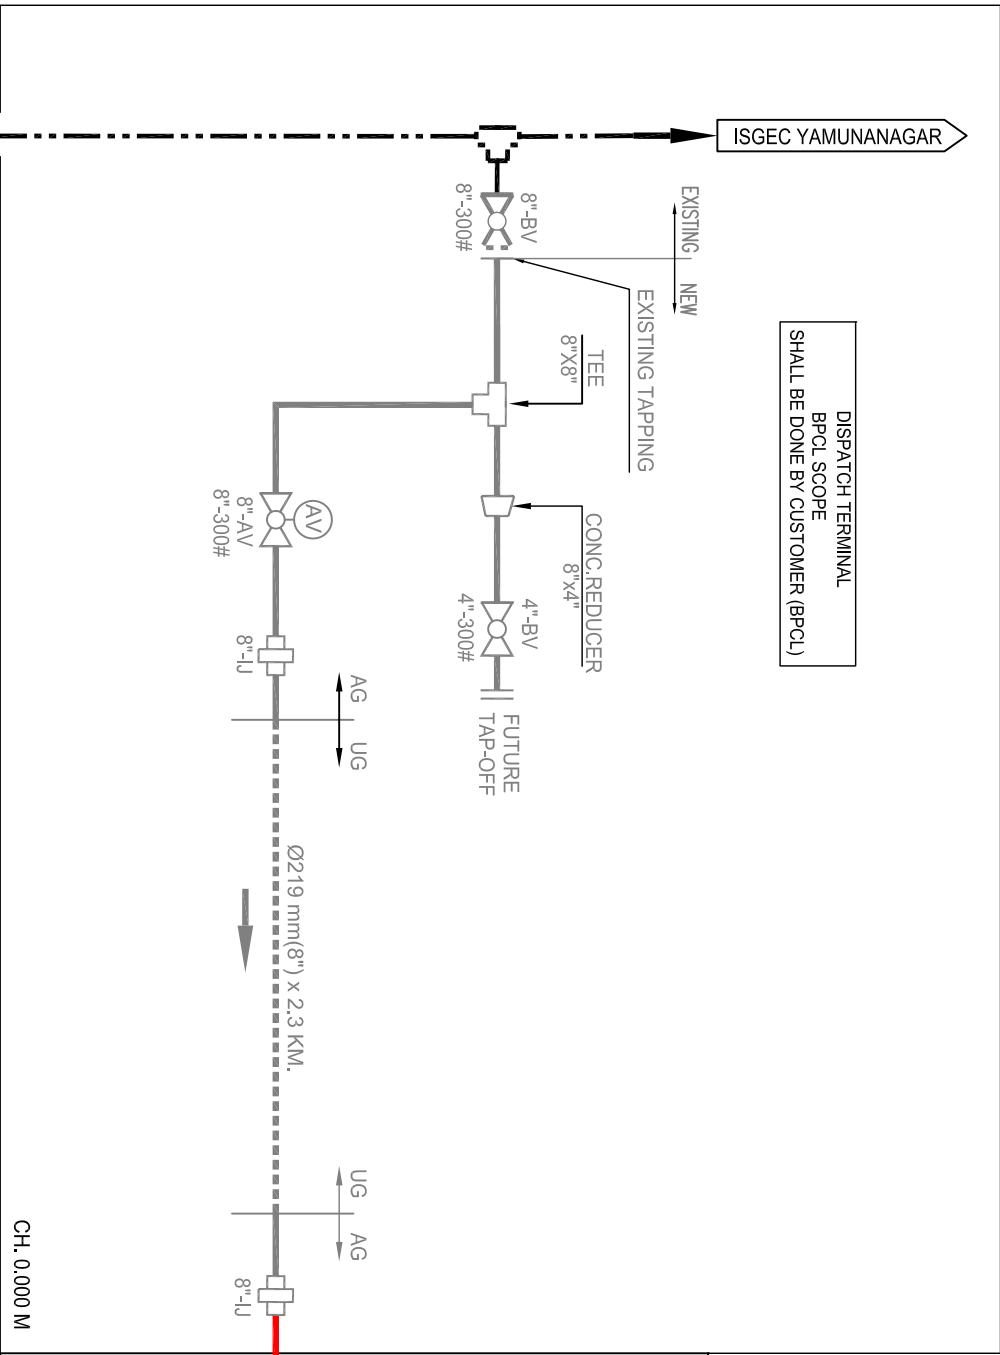 ISGEC YAMUNANAGAR
EXISTING
NEW
8"-BV
8"-300#
EXISTING TAPPING
DISPATCH TERMINAL
BPCL SCOPE
SHALL BE DONE BY CUSTOMER (BPCL)
TEE
8"X8"
CONC.REDUCER
8"x4"
4"-BV
4"-300#
FUTURE
TAP-OFF
AV
8"-AV
8"-300#
8"-IJ
AG
UG
Ø219 mm(8") x 2.3 KM.
UG
AG
8"-IJ
CH. 0.000 M